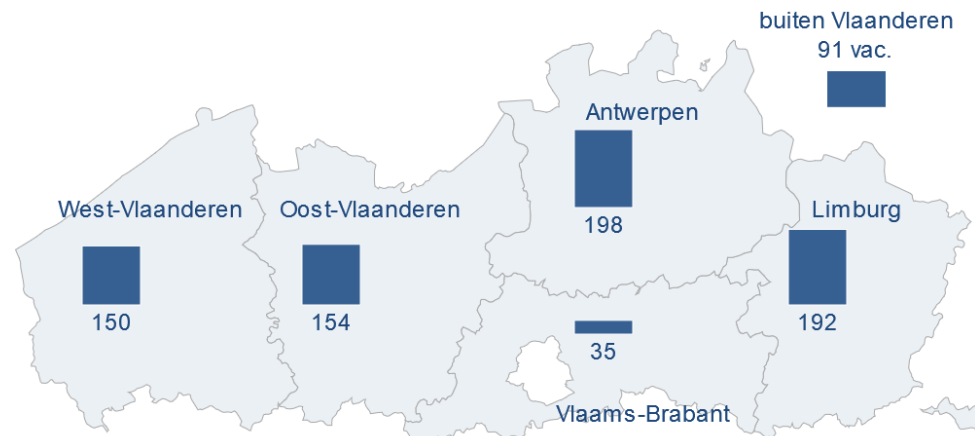 buiten Vlaanderen
91 vac.
Antwerpen
198
West-Vlaanderen
150
Oost-Vlaanderen
154
Limburg
192
35
Vlaams-Brabant